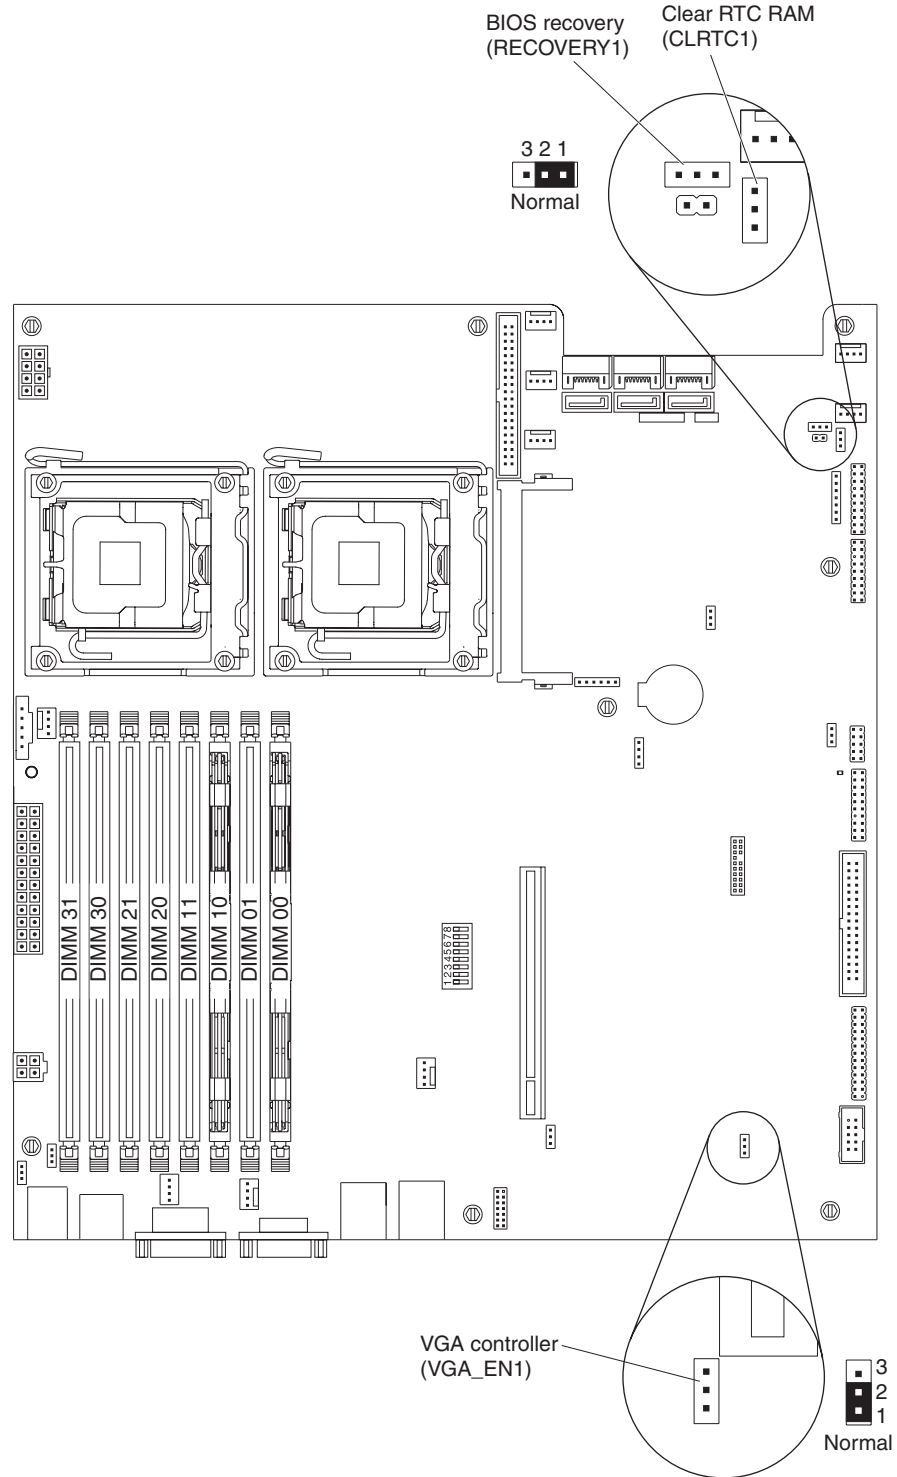 BIOS recovery
(RECOVERY1)
Clear RTC RAM
(CLRTC1)
3 2 1
Normal
DIMM 31
DIMM 30
DIMM 21
DIMM 20
DIMM 11
DIMM 10
DIMM 01
DIMM 00
12345678
VGA controller
(VGA_EN1)
3
2
1
Normal